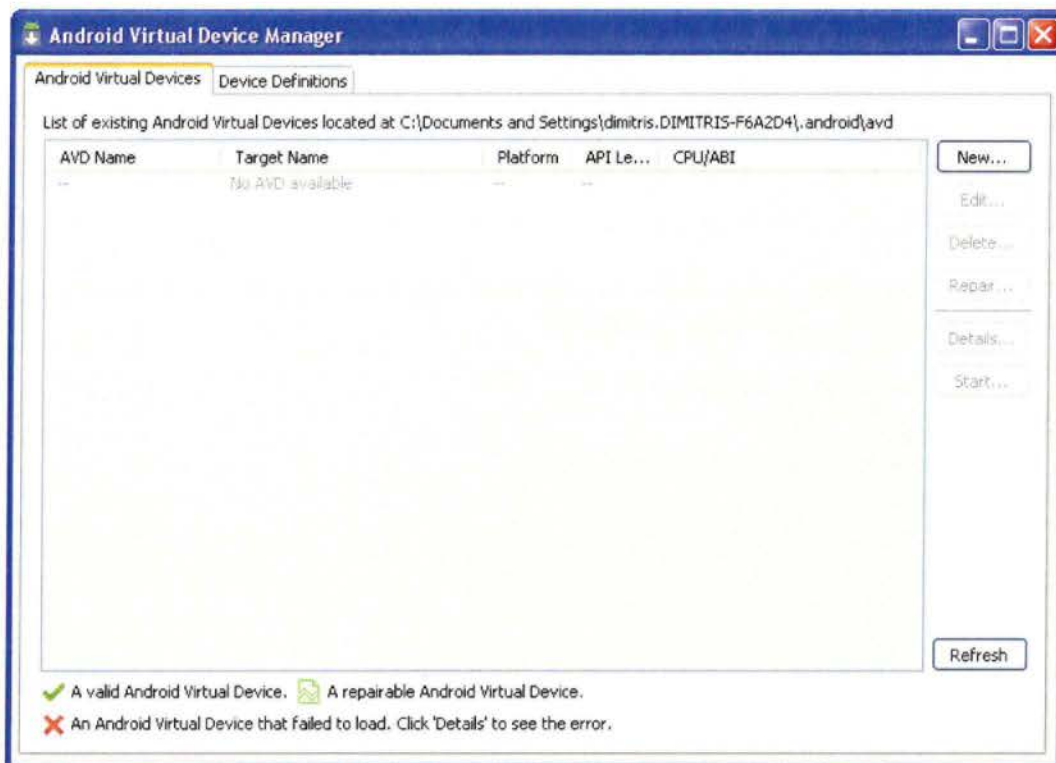 Android Virtual Device Manager
Android Virtual Devices Device Definitions
List of existing Android Virtual Devices located at C:\Documents and Settings\dimitris.DIMITRIS-F6A2D4\.android\avd
AVD Name Target Name Platform API Le... CPU/ABI
-- No AVD available -- --
New...
Edit...
Delete...
Repair...
Details...
Start...
Refresh
A valid Android Virtual Device. A repairable Android Virtual Device.
An Android Virtual Device that failed to load. Click 'Details' to see the error.